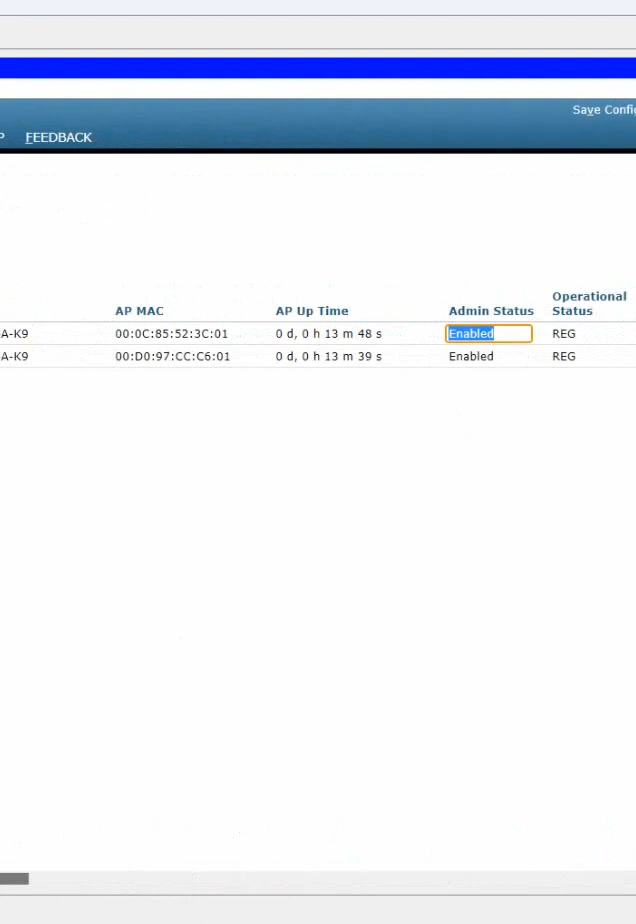 Save Config
P FEEDBACK
Operational
AP MAC AP Up Time Admin Status Status
A-K9 00:0C:85:52:3C:01 0 d, 0 h 13 m 48 s Enabled REG
A-K9 00:D0:97:CC:C6:01 0 d, 0 h 13 m 39 s Enabled REG